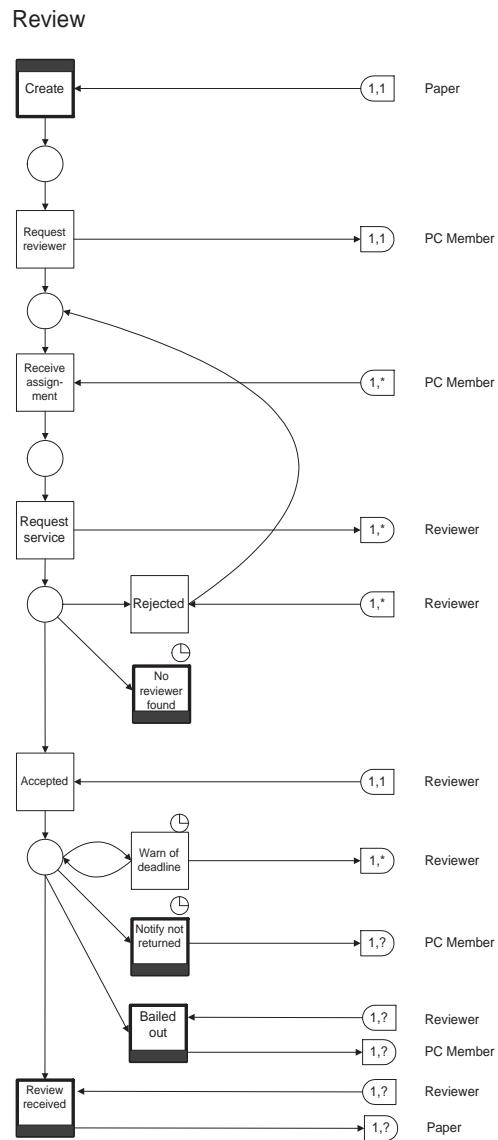 Review
Create
1,1
Paper
Request
reviewer
1,1
PC Member
Receive
assign-
ment
1,*
PC Member
Request
service
1,*
Reviewer
Rejected
1,*
Reviewer
No
reviewer
found
Accepted
1,1
Reviewer
Warn of
deadline
1,*
Reviewer
Notify not
returned
1,?
PC Member
Bailed
out
1,?
Reviewer
1,?
PC Member
Review
received
1,?
Reviewer
1,?
Paper